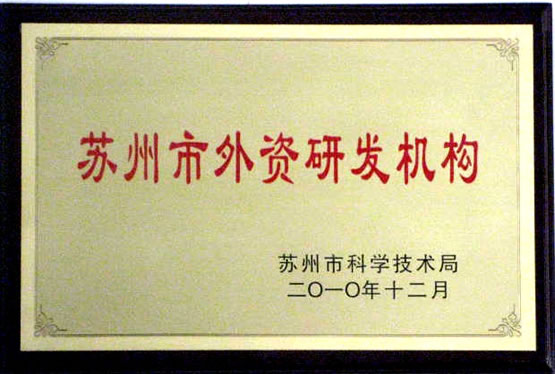 苏州市外资研发机构
苏州市科学技术局
二〇一〇年十二月